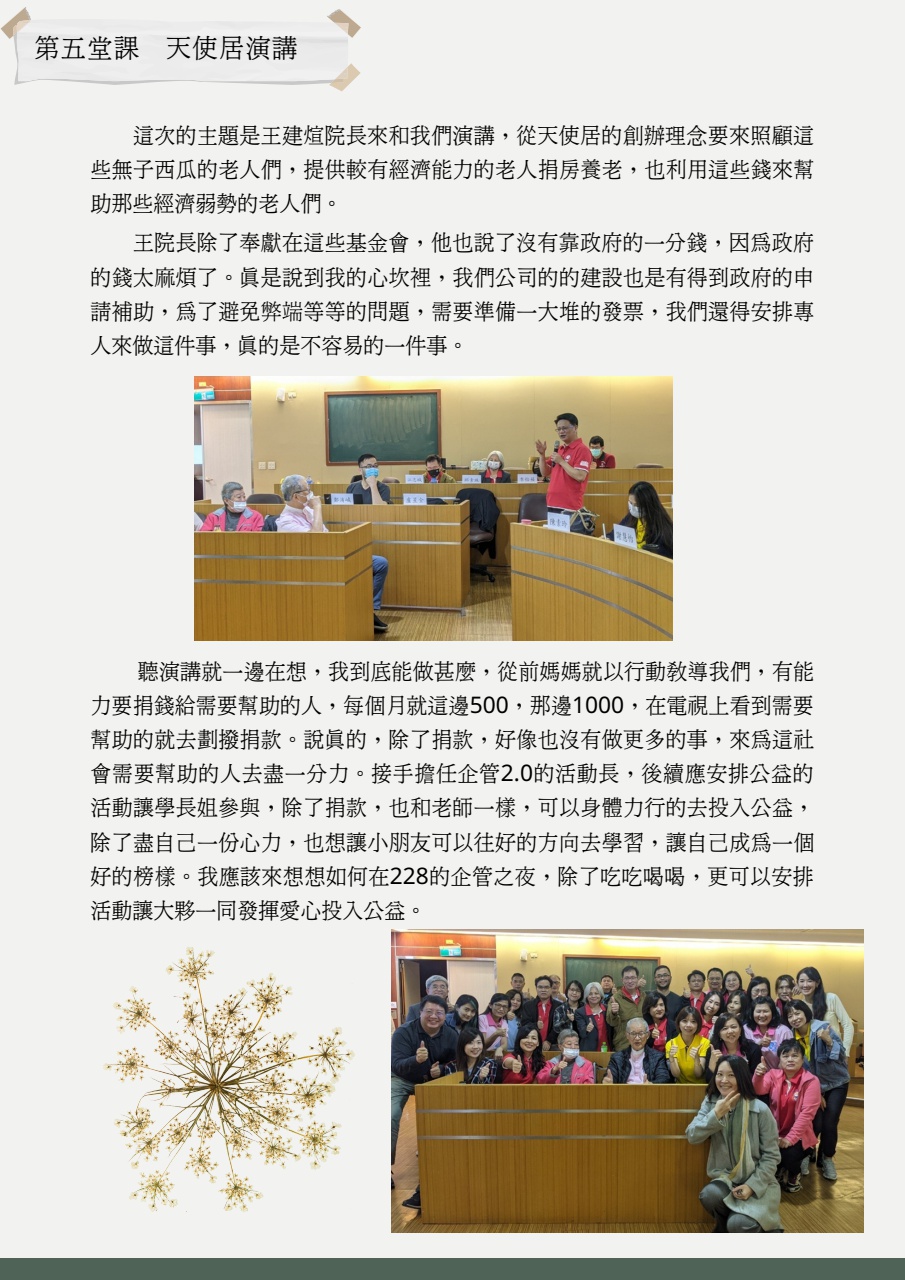 第五堂課　天使居演講
這次的主題是王建煊院長來和我們演講，從天使居的創辦理念要來照顧這
些無子西瓜的老人們，提供較有經濟能力的老人捐房養老，也利用這些錢來幫
助那些經濟弱勢的老人們。
王院長除了奉獻在這些基金會，他也說了沒有靠政府的一分錢，因為政府
的錢太麻煩了。真是說到我的心坎裡，我們公司的的建設也是有得到政府的申
請補助，為了避免弊端等等的問題，需要準備一大堆的發票，我們還得安排專
人來做這件事，真的是不容易的一件事。
聽演講就一邊在想，我到底能做甚麼，從前媽媽就以行動教導我們，有能
力要捐錢給需要幫助的人，每個月就這邊500，那邊1000，在電視上看到需要
幫助的就去劃撥捐款。說真的，除了捐款，好像也沒有做更多的事，來為這社
會需要幫助的人去盡一分力。接手擔任企管2.0的活動長，後續應安排公益的
活動讓學長姐參與，除了捐款，也和老師一樣，可以身體力行的去投入公益，
除了盡自己一份心力，也想讓小朋友可以往好的方向去學習，讓自己成為一個
好的榜樣。我應該來想想如何在228的企管之夜，除了吃吃喝喝，更可以安排
活動讓大夥一同發揮愛心投入公益。